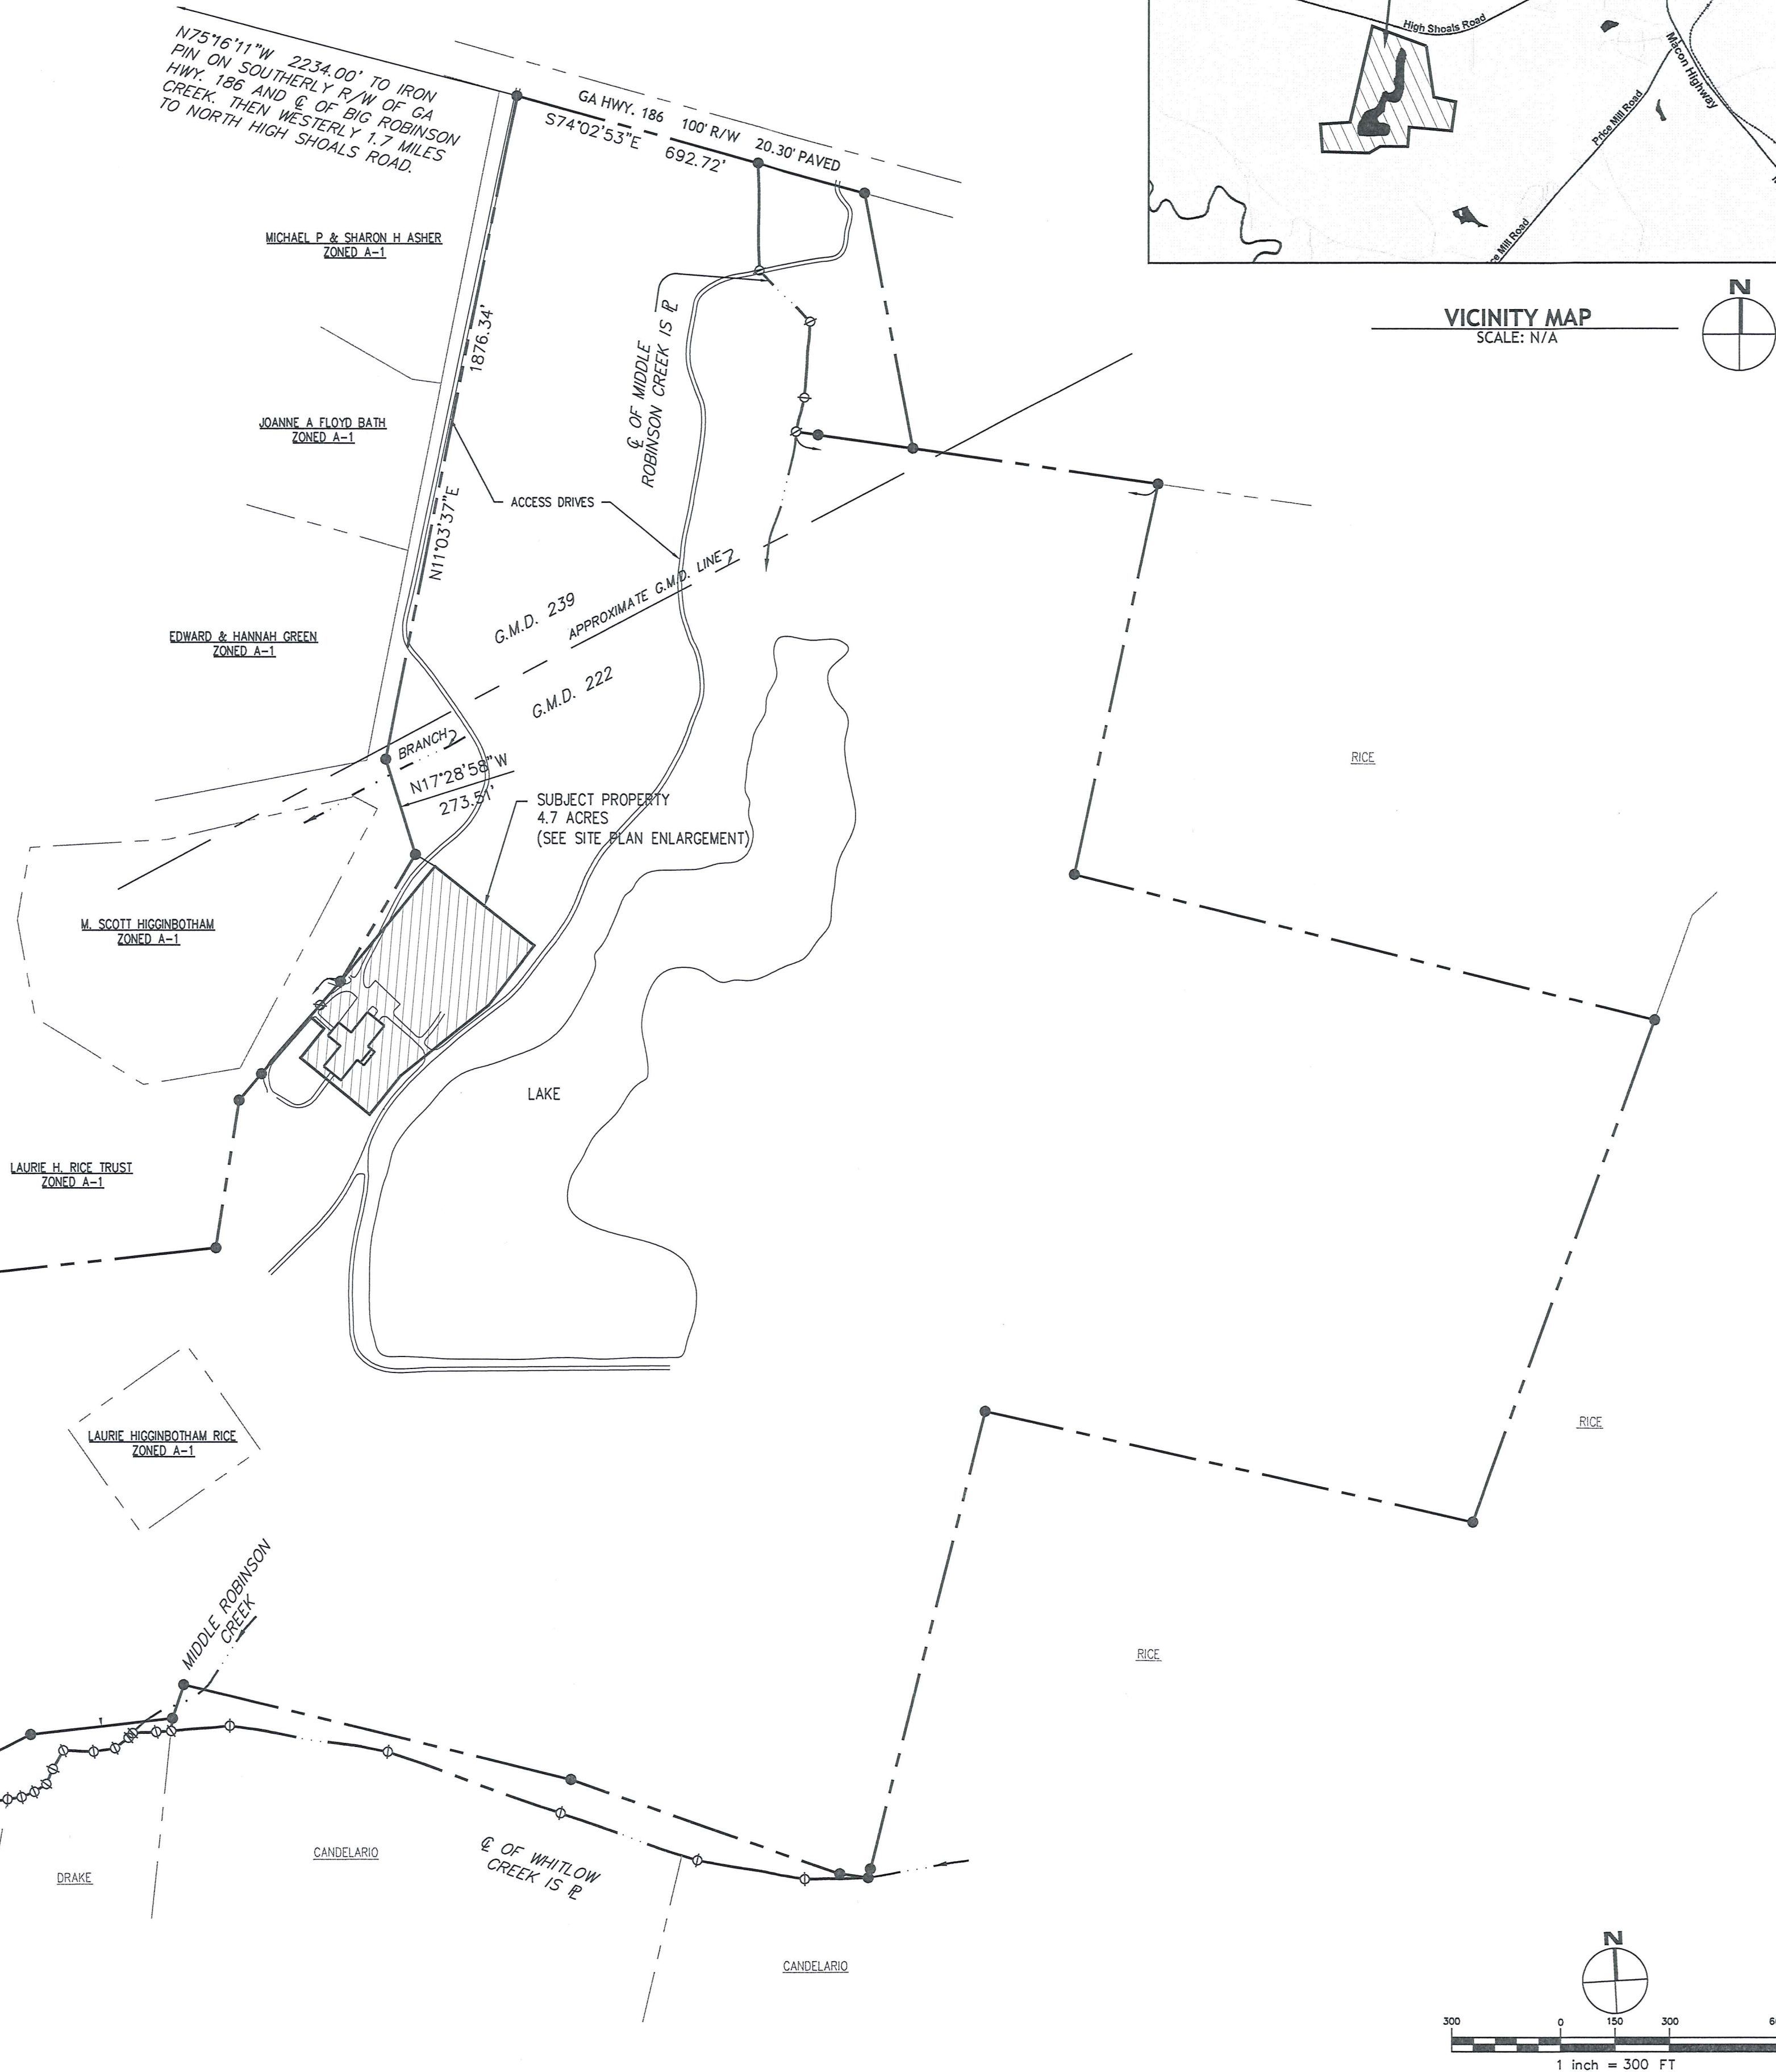 N75°16'11"W 2234.00' TO IRON
PIN ON SOUTHERLY R/W OF GA
HWY. 186 AND ℄ OF BIG ROBINSON
CREEK. THEN WESTERLY 1.7 MILES
TO NORTH HIGH SHOALS ROAD.
GA HWY. 186 100' R/W 20.30' PAVED
S74°02'53"E 692.72'
High Shoals Road
Macon Highway
Price Mill Road
ce Mill Road
VICINITY MAP
SCALE: N/A
N
MICHAEL P & SHARON H ASHER
ZONED A-1
1876.34'
℄ OF MIDDLE
ROBINSON CREEK IS ⅊
JOANNE A FLOYD BATH
ZONED A-1
N11°03'37"E
ACCESS DRIVES
G.M.D. 239
APPROXIMATE G.M.D. LINE
G.M.D. 222
EDWARD & HANNAH GREEN
ZONED A-1
BRANCH
N17°28'58"W
273.51'
SUBJECT PROPERTY
4.7 ACRES
(SEE SITE PLAN ENLARGEMENT)
RICE
M. SCOTT HIGGINBOTHAM
ZONED A-1
LAKE
LAURIE H. RICE TRUST
ZONED A-1
LAURIE HIGGINBOTHAM RICE
ZONED A-1
RICE
MIDDLE ROBINSON
CREEK
RICE
DRAKE
CANDELARIO
℄ OF WHITLOW
CREEK IS ⅊
CANDELARIO
N
300 0 150 300
1 inch = 300 FT